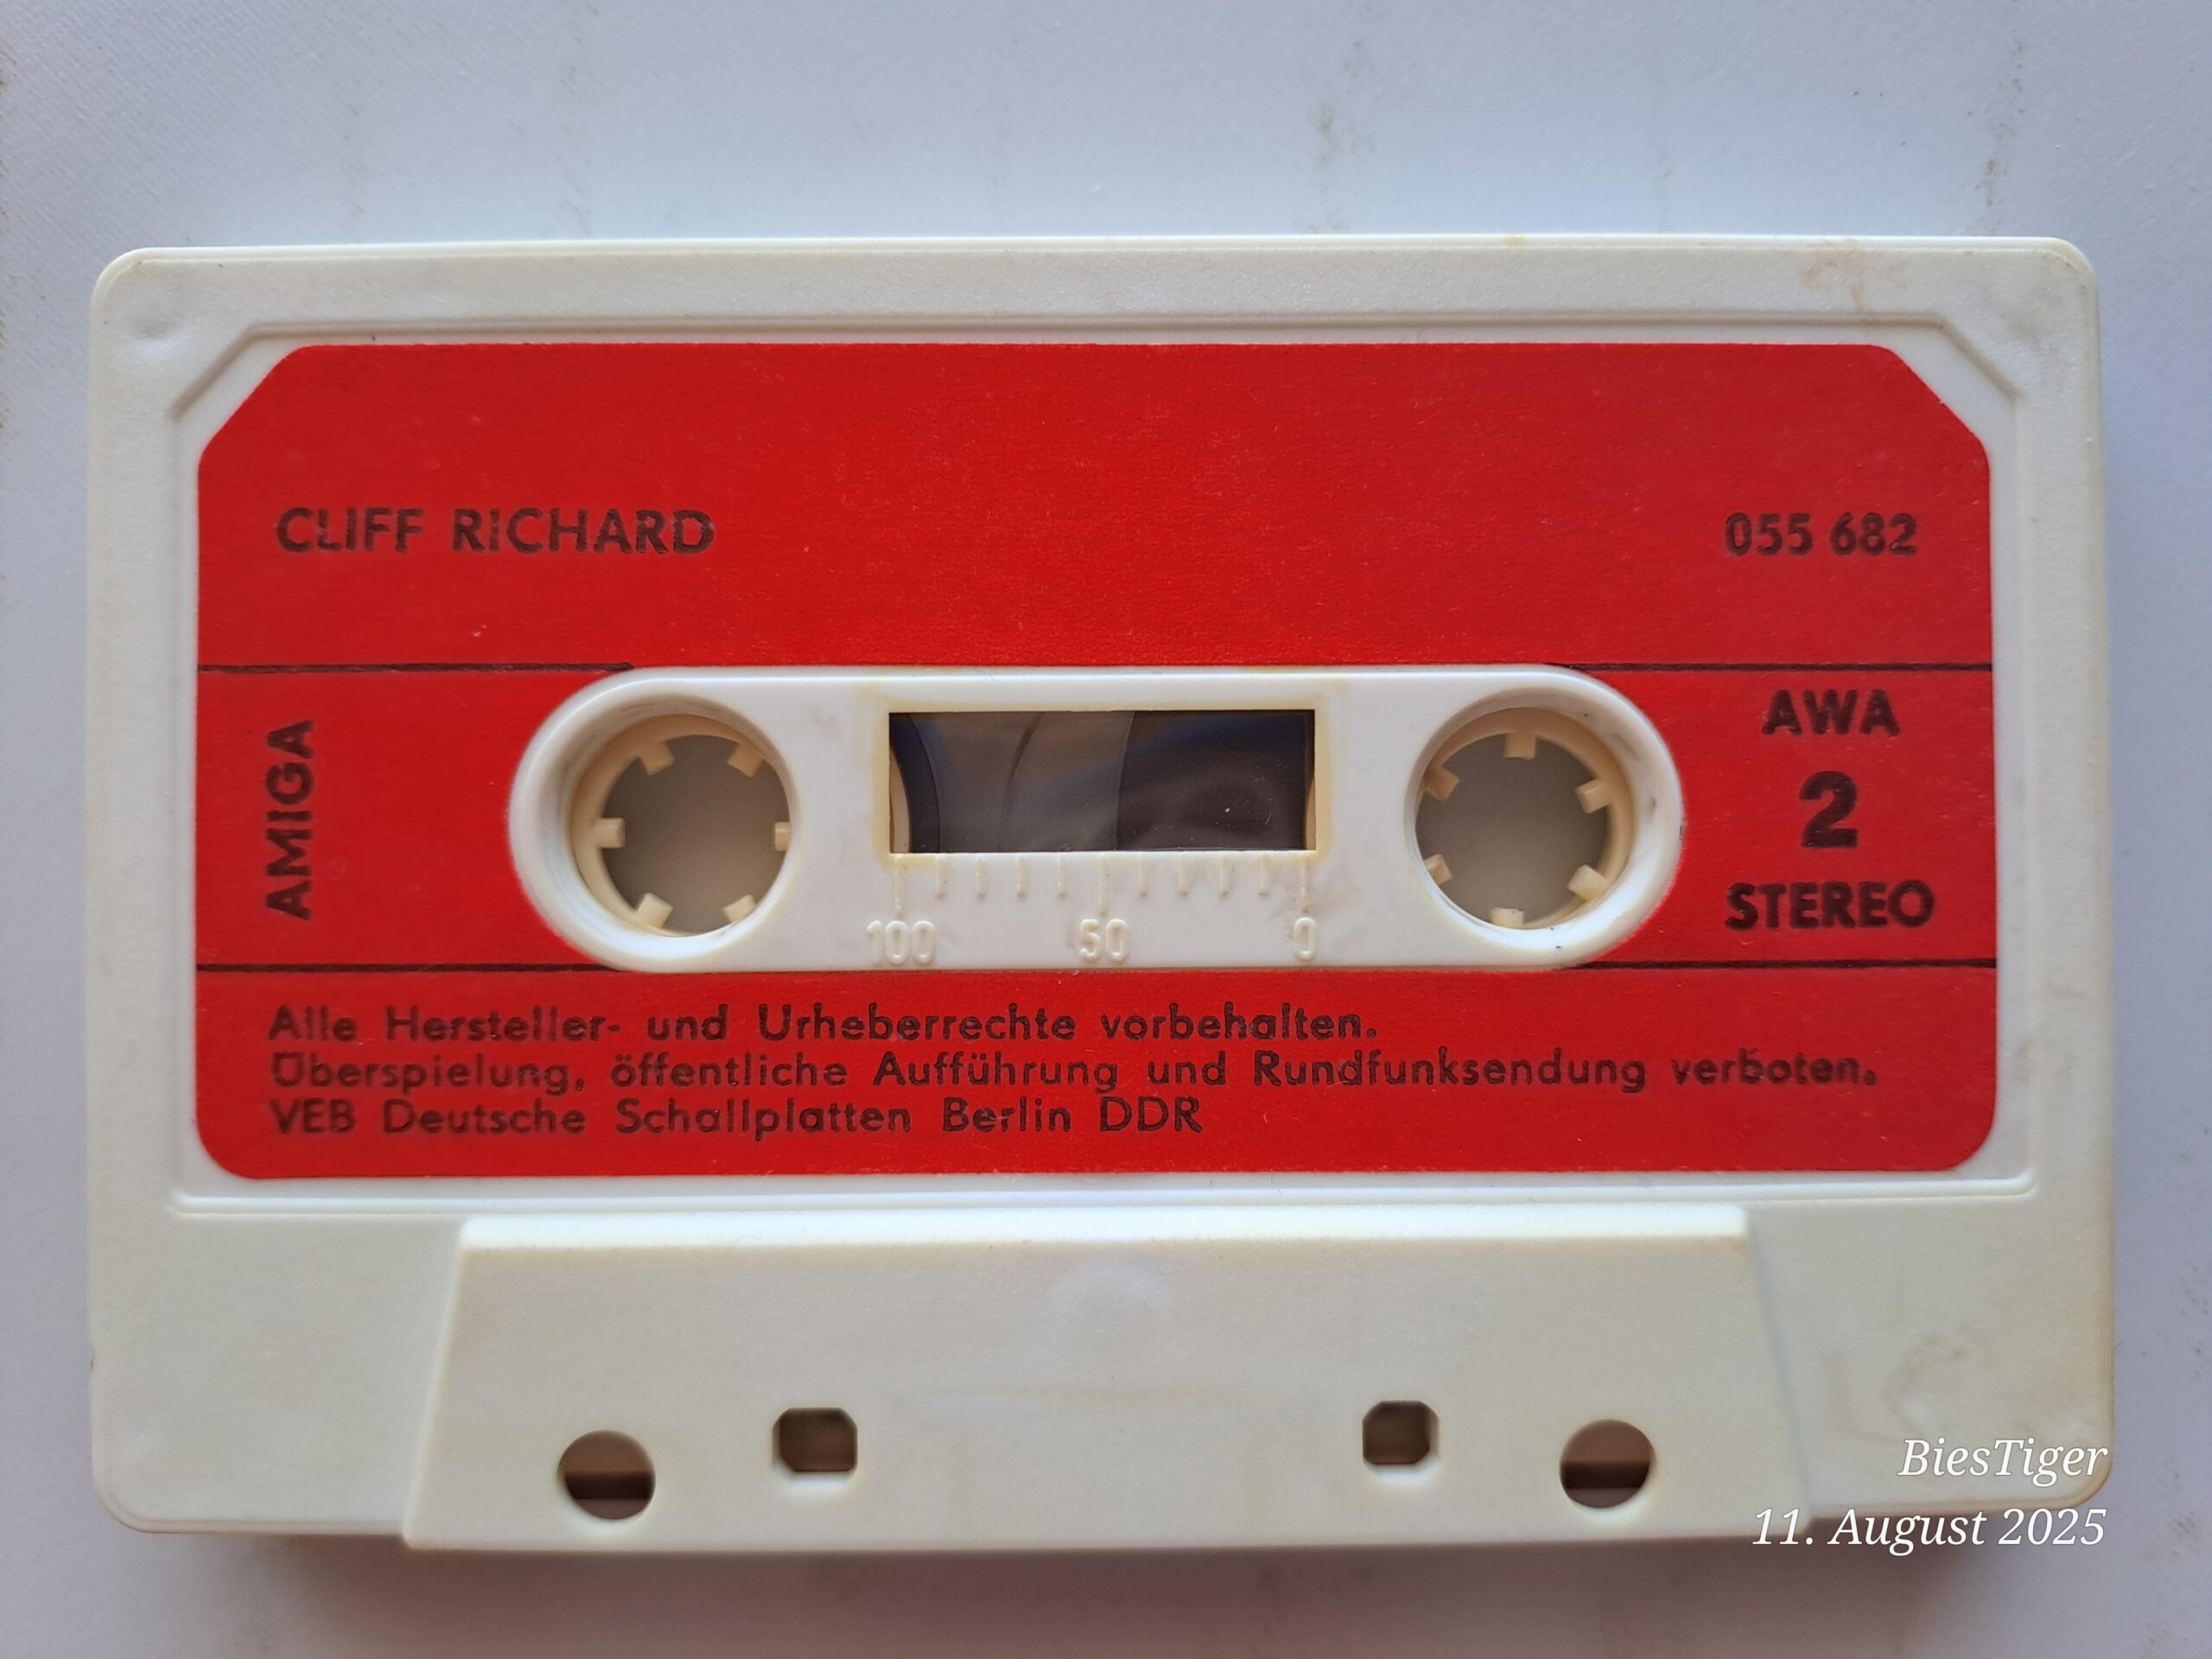 CLIFF RICHARD
055 682
AMIGA
AWA
2
STEREO
100 50 0
Alle Hersteller- und Urheberrechte vorbehalten.
Überspielung, öffentliche Aufführung und Rundfunksendung verboten.
VEB Deutsche Schallplatten Berlin DDR
BiesTiger
11. August 2025